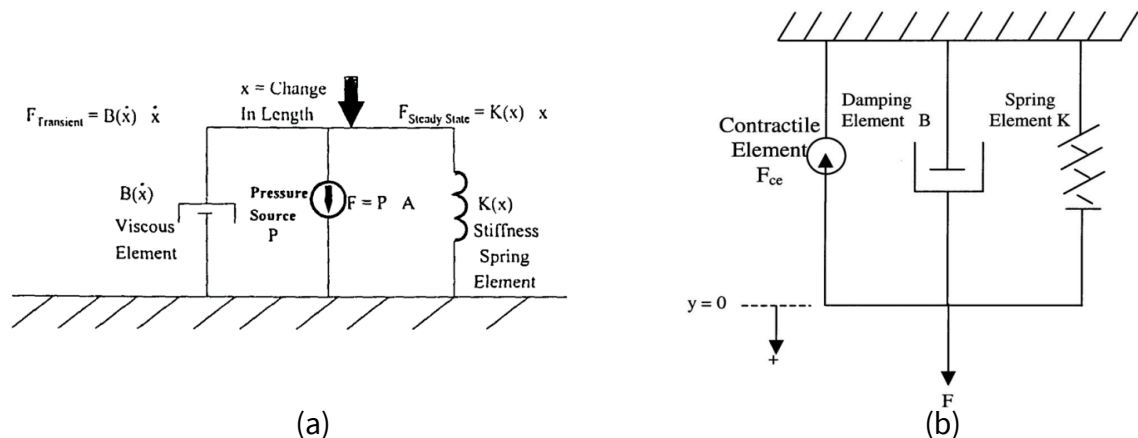 x = Change
In Length
F_Transient = B(ẋ) ẋ
F_Steady State = K(x) x
B(ẋ)
Viscous
Element
Pressure
Source
P
F = P A
K(x)
Stiffness
Spring
Element
(a)
Contractile
Element
F_ce
Damping
Element B
Spring
Element K
y = 0
+
F
(b)